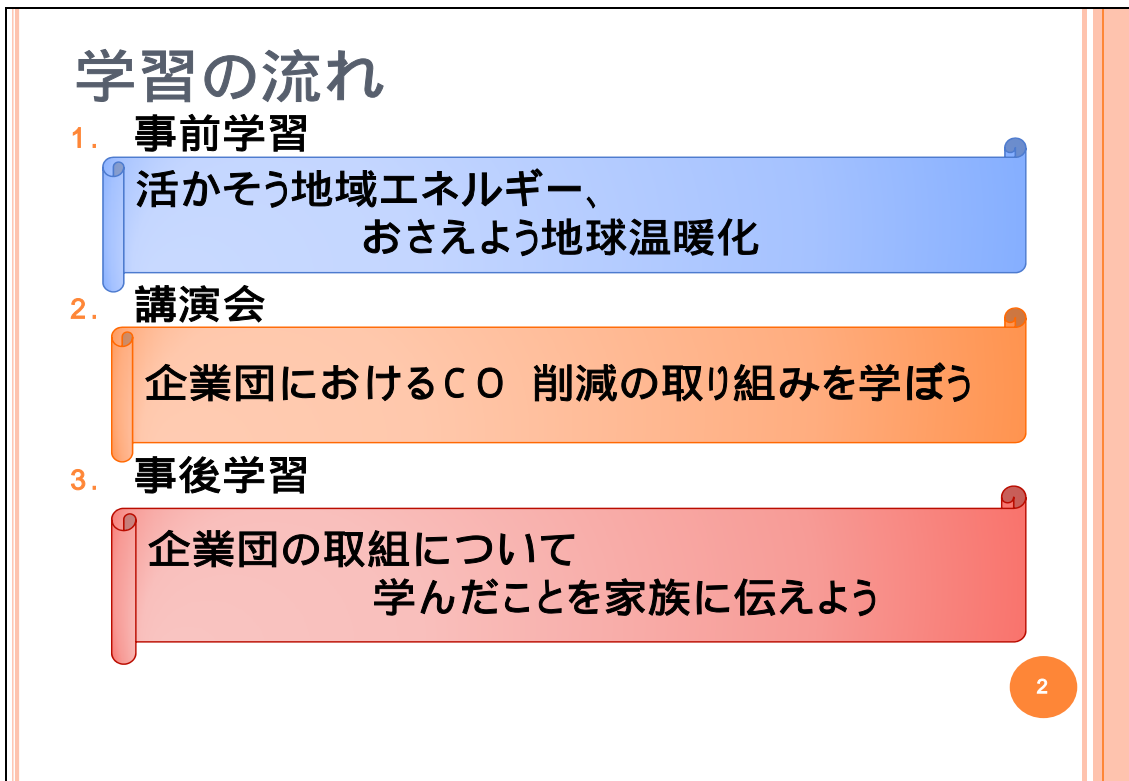 学習の流れ
1. 事前学習
活かそう地域エネルギー、
おさえよう地球温暖化
2. 講演会
企業団におけるCO 削減の取り組みを学ぼう
3. 事後学習
企業団の取組について
学んだことを家族に伝えよう
2